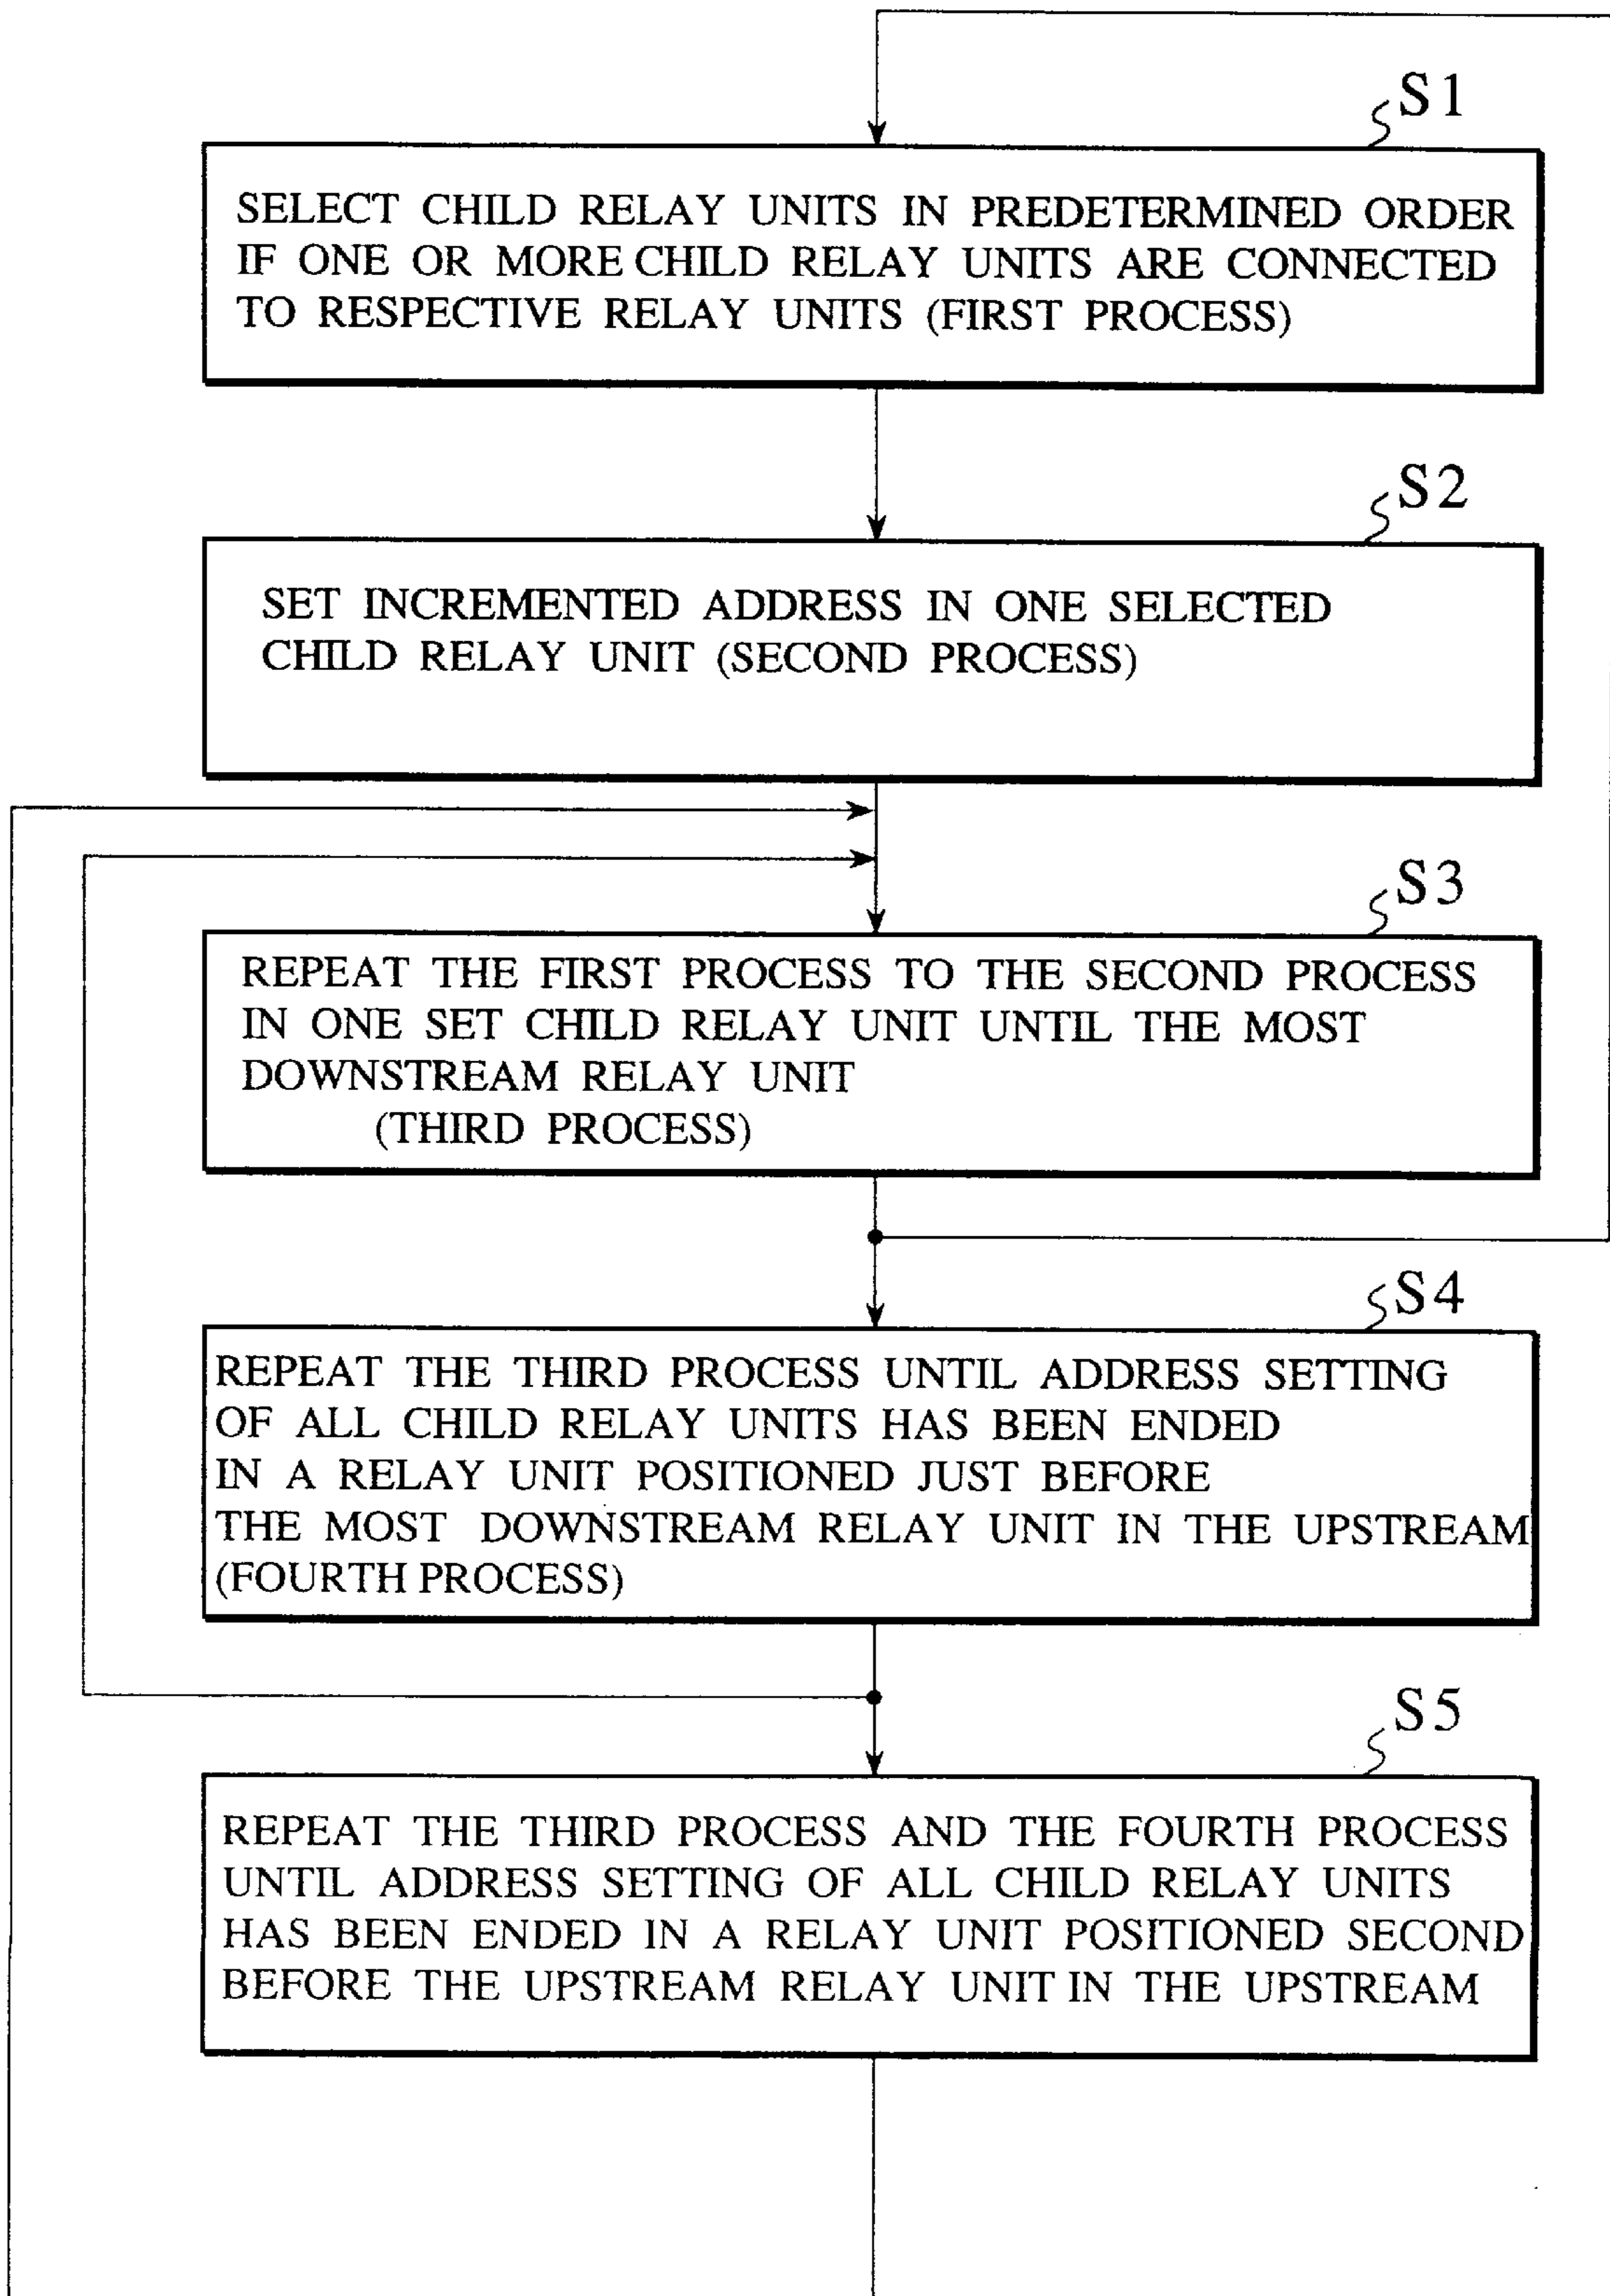 S1
SELECT CHILD RELAY UNITS IN PREDETERMINED ORDER
IF ONE OR MORE CHILD RELAY UNITS ARE CONNECTED
TO RESPECTIVE RELAY UNITS (FIRST PROCESS)
S2
SET INCREMENTED ADDRESS IN ONE SELECTED
CHILD RELAY UNIT (SECOND PROCESS)
S3
REPEAT THE FIRST PROCESS TO THE SECOND PROCESS
IN ONE SET CHILD RELAY UNIT UNTIL THE MOST
DOWNSTREAM RELAY UNIT
(THIRD PROCESS)
S4
REPEAT THE THIRD PROCESS UNTIL ADDRESS SETTING
OF ALL CHILD RELAY UNITS HAS BEEN ENDED
IN A RELAY UNIT POSITIONED JUST BEFORE
THE MOST DOWNSTREAM RELAY UNIT IN THE UPSTREAM
(FOURTH PROCESS)
S5
REPEAT THE THIRD PROCESS AND THE FOURTH PROCESS
UNTIL ADDRESS SETTING OF ALL CHILD RELAY UNITS
HAS BEEN ENDED IN A RELAY UNIT POSITIONED SECOND
BEFORE THE UPSTREAM RELAY UNIT IN THE UPSTREAM